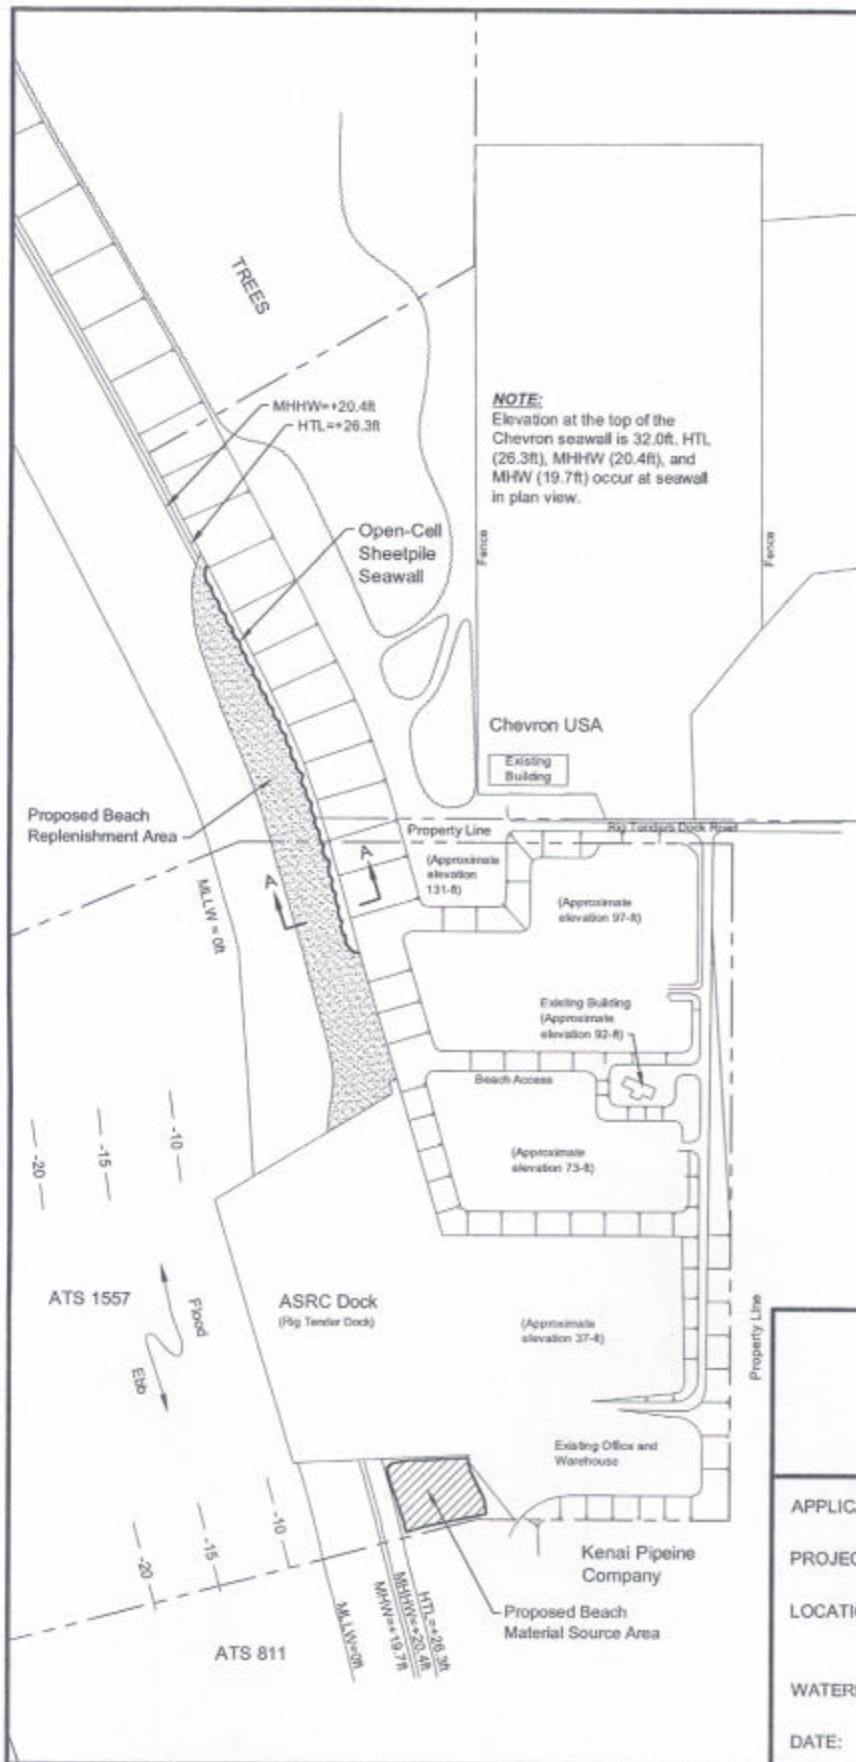 TREES
MHHW=+20.4ft
HTL=+26.3ft
NOTE:
Elevation at the top of the
Chevron seawall is 32.0ft. HTL
(26.3ft), MHHW (20.4ft), and
MHW (19.7ft) occur at seawall
in plan view.
Open-Cell
Sheetpile
Seawall
Fence
Fence
Chevron USA
Existing
Building
Proposed Beach
Replenishment Area
Property Line
Rig Tenders Dock Road
(Approximate
elevation
131-ft)
A
A
(Approximate
elevation 97-ft)
MLLW = 0ft
Existing Building
(Approximate
elevation 92-ft)
Beach Access
-10
-15
-20
(Approximate
elevation 73-ft)
ATS 1557
Flood
Ebb
ASRC Dock
(Rig Tender Dock)
(Approximate
elevation 37-ft)
Property Line
Existing Office and
Warehouse
-10
-15
-20
Kenai Pipeine
Company
MLLW=0ft
MHW=+19.7ft
MHHW=+20.4ft
HTL=+26.3ft
Proposed Beach
Material Source Area
ATS 811
APPLICA
PROJEC
LOCATIO
WATER
DATE: